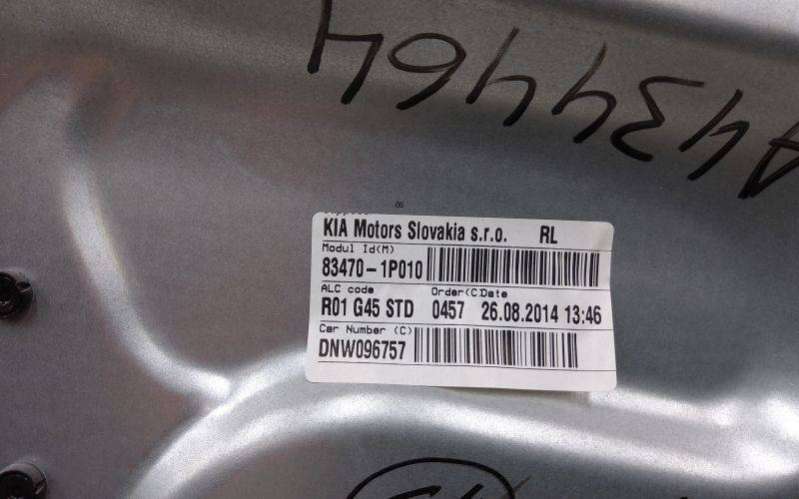 A434464
KIA Motors Slovakia s.r.o. RL
Modul Id(M)
83470-1P010
ALC code Order(C)Date
R01 G45 STD 0457 26.08.2014 13:46
Car Number (C)
DNW096757